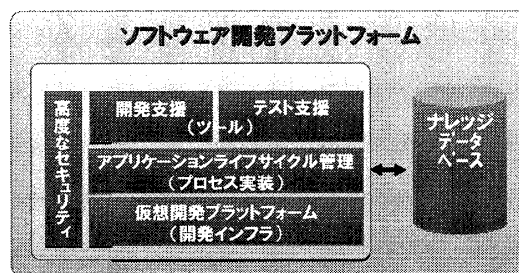 ソフトウェア開発プラットフォーム
高度なセキュリティ
開発支援
テスト支援
(ツール)
アプリケーションライフサイクル管理
(プロセス実装)
仮想開発プラットフォーム
(開発インフラ)
ナレッジ
データ
ベース